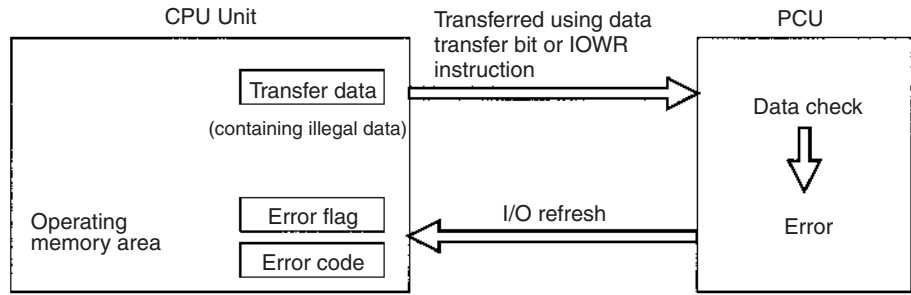 CPU Unit
Transferred using data
transfer bit or IOWR
instruction
PCU
Transfer data
(containing illegal data)
Data check
Operating
memory area
Error flag
Error code
I/O refresh
Error